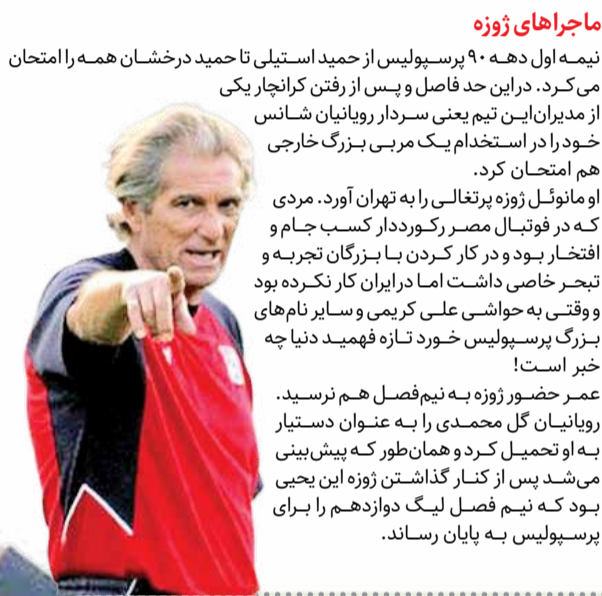 ماجراهای ژوزه
نیمه اول دهه ۹۰ پرسپولیس از حمید استیلی تا حمید درخشان همه را امتحان
می‌کرد. در این حد فاصل و پس از رفتن کرانچار یکی
از مدیران این تیم یعنی سردار رویانیان شانس
خود را در استخدام یک مربی بزرگ خارجی
هم امتحان کرد.
او مانوئل ژوزه پرتغالی را به تهران آورد. مردی
که در فوتبال مصر رکورددار کسب جام و
افتخار بود و در کار کردن با بزرگان تجربه و
تبحر خاصی داشت اما در ایران کار نکرده بود
و وقتی به حواشی علی کریمی و سایر نام‌های
بزرگ پرسپولیس خورد تازه فهمید دنیا چه
خبر است!
عمر حضور ژوزه به نیم‌فصل هم نرسید.
رویانیان گل محمدی را به عنوان دستیار
به او تحمیل کرد و همان‌طور که پیش‌بینی
می‌شد پس از کنار گذاشتن ژوزه این یحیی
بود که نیم فصل لیگ دوازدهم را برای
پرسپولیس به پایان رساند.